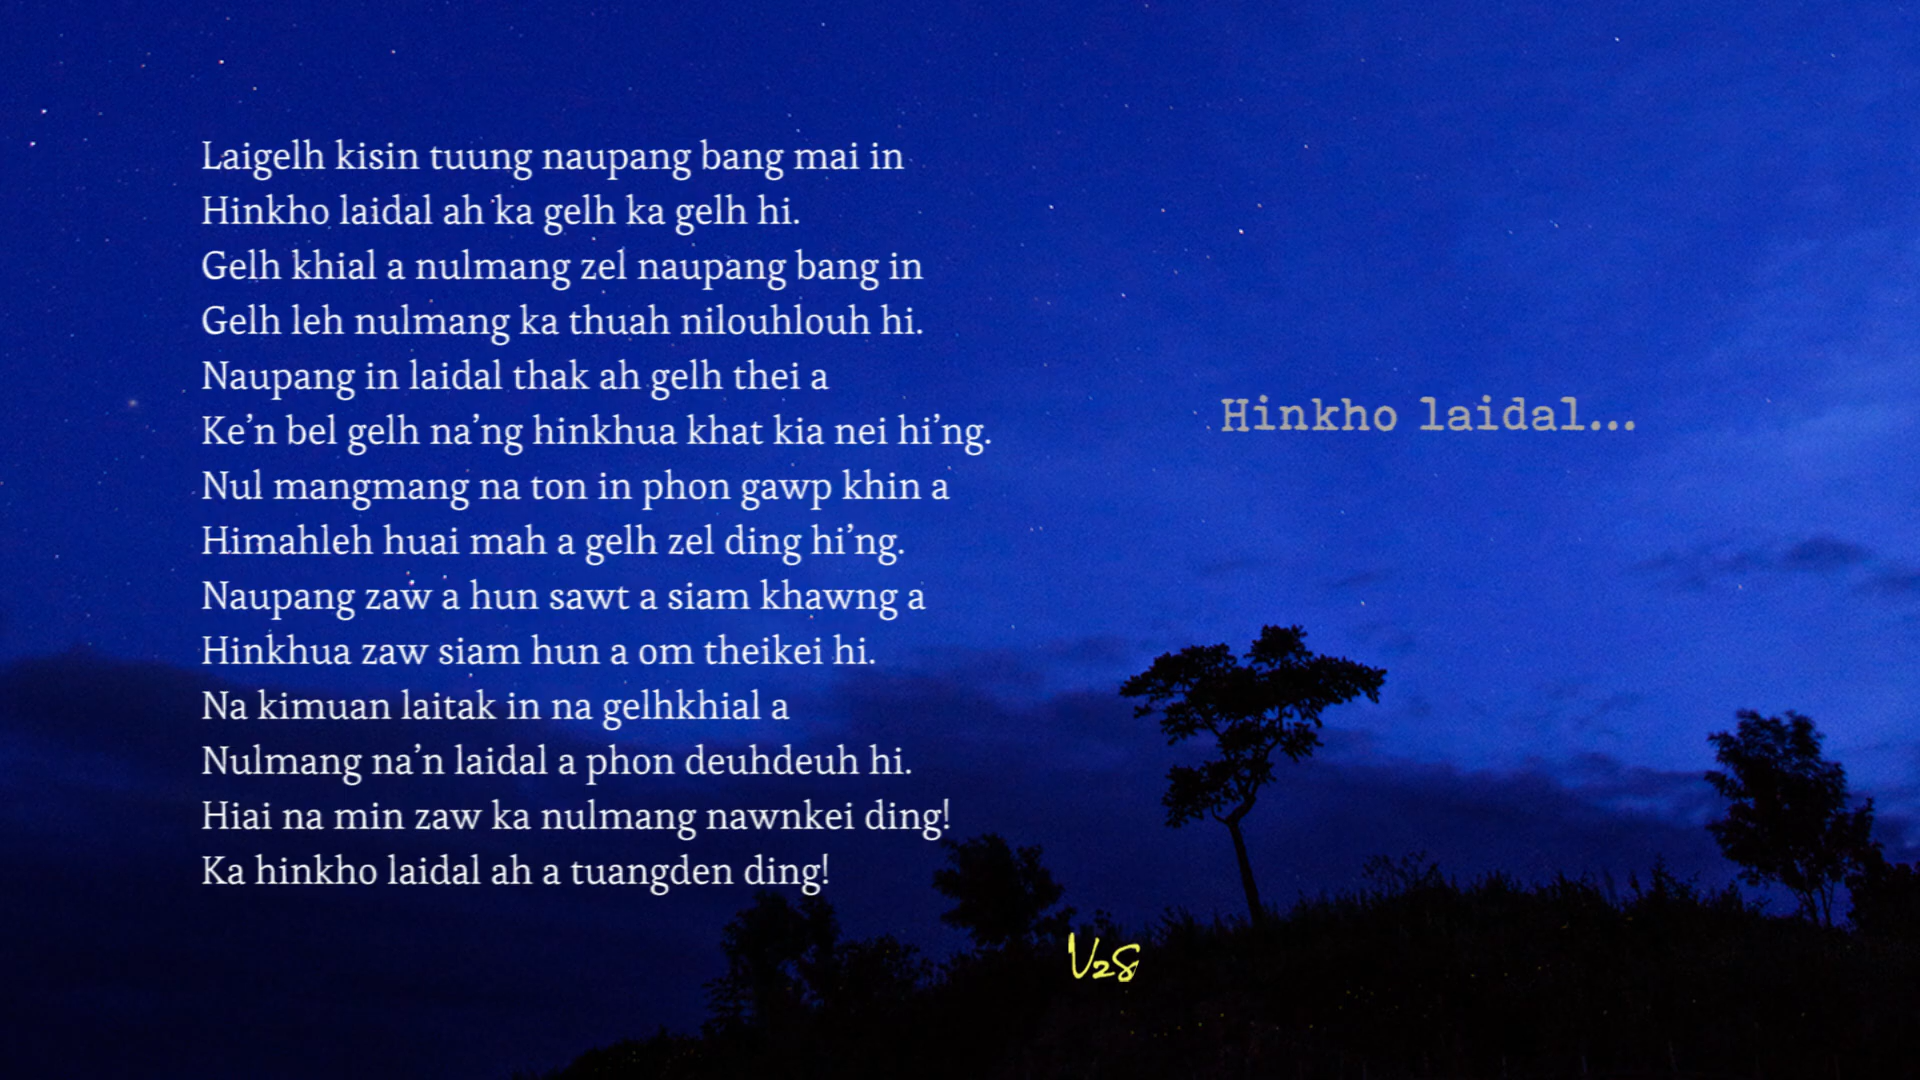 Laigelh kisin tuung naupang bang mai in
Hinkho laidal ah ka gelh ka gelh hi.
Gelh khial a nulmang zel naupang bang in
Gelh leh nulmang ka thuah nilouhlouh hi.
Naupang in laidal thak ah gelh thei a
Ke’n bel gelh na’ng hinkhua khat kia nei hi’ng.
Nul mangmang na ton in phon gawp khin a
Himahleh huai mah a gelh zel ding hi’ng.
Naupang zaw a hun sawt a siam khawng a
Hinkhua zaw siam hun a om theikei hi.
Na kimuan laitak in na gelhkhial a
Nulmang na’n laidal a phon deuhdeuh hi.
Hiai na min zaw ka nulmang nawnkei ding!
Ka hinkho laidal ah a tuangden ding!
Hinkho laidal...
V2S